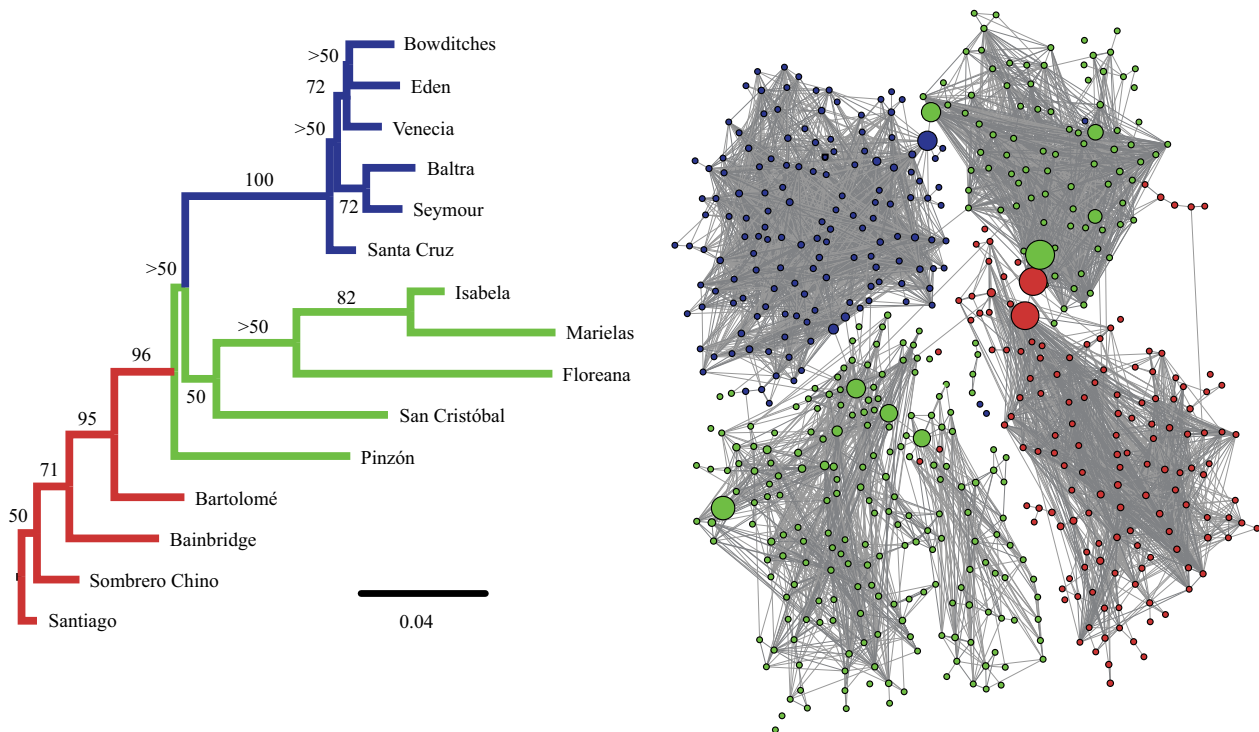 Bowditches
>50
Eden
72
Venecia
>50
Baltra
100
72
Seymour
Santa Cruz
>50
Isabela
82
Marielas
>50
Floreana
96
50
San Cristóbal
95
Pinzón
71
Bartolomé
50
Bainbridge
Sombrero Chino
0.04
Santiago